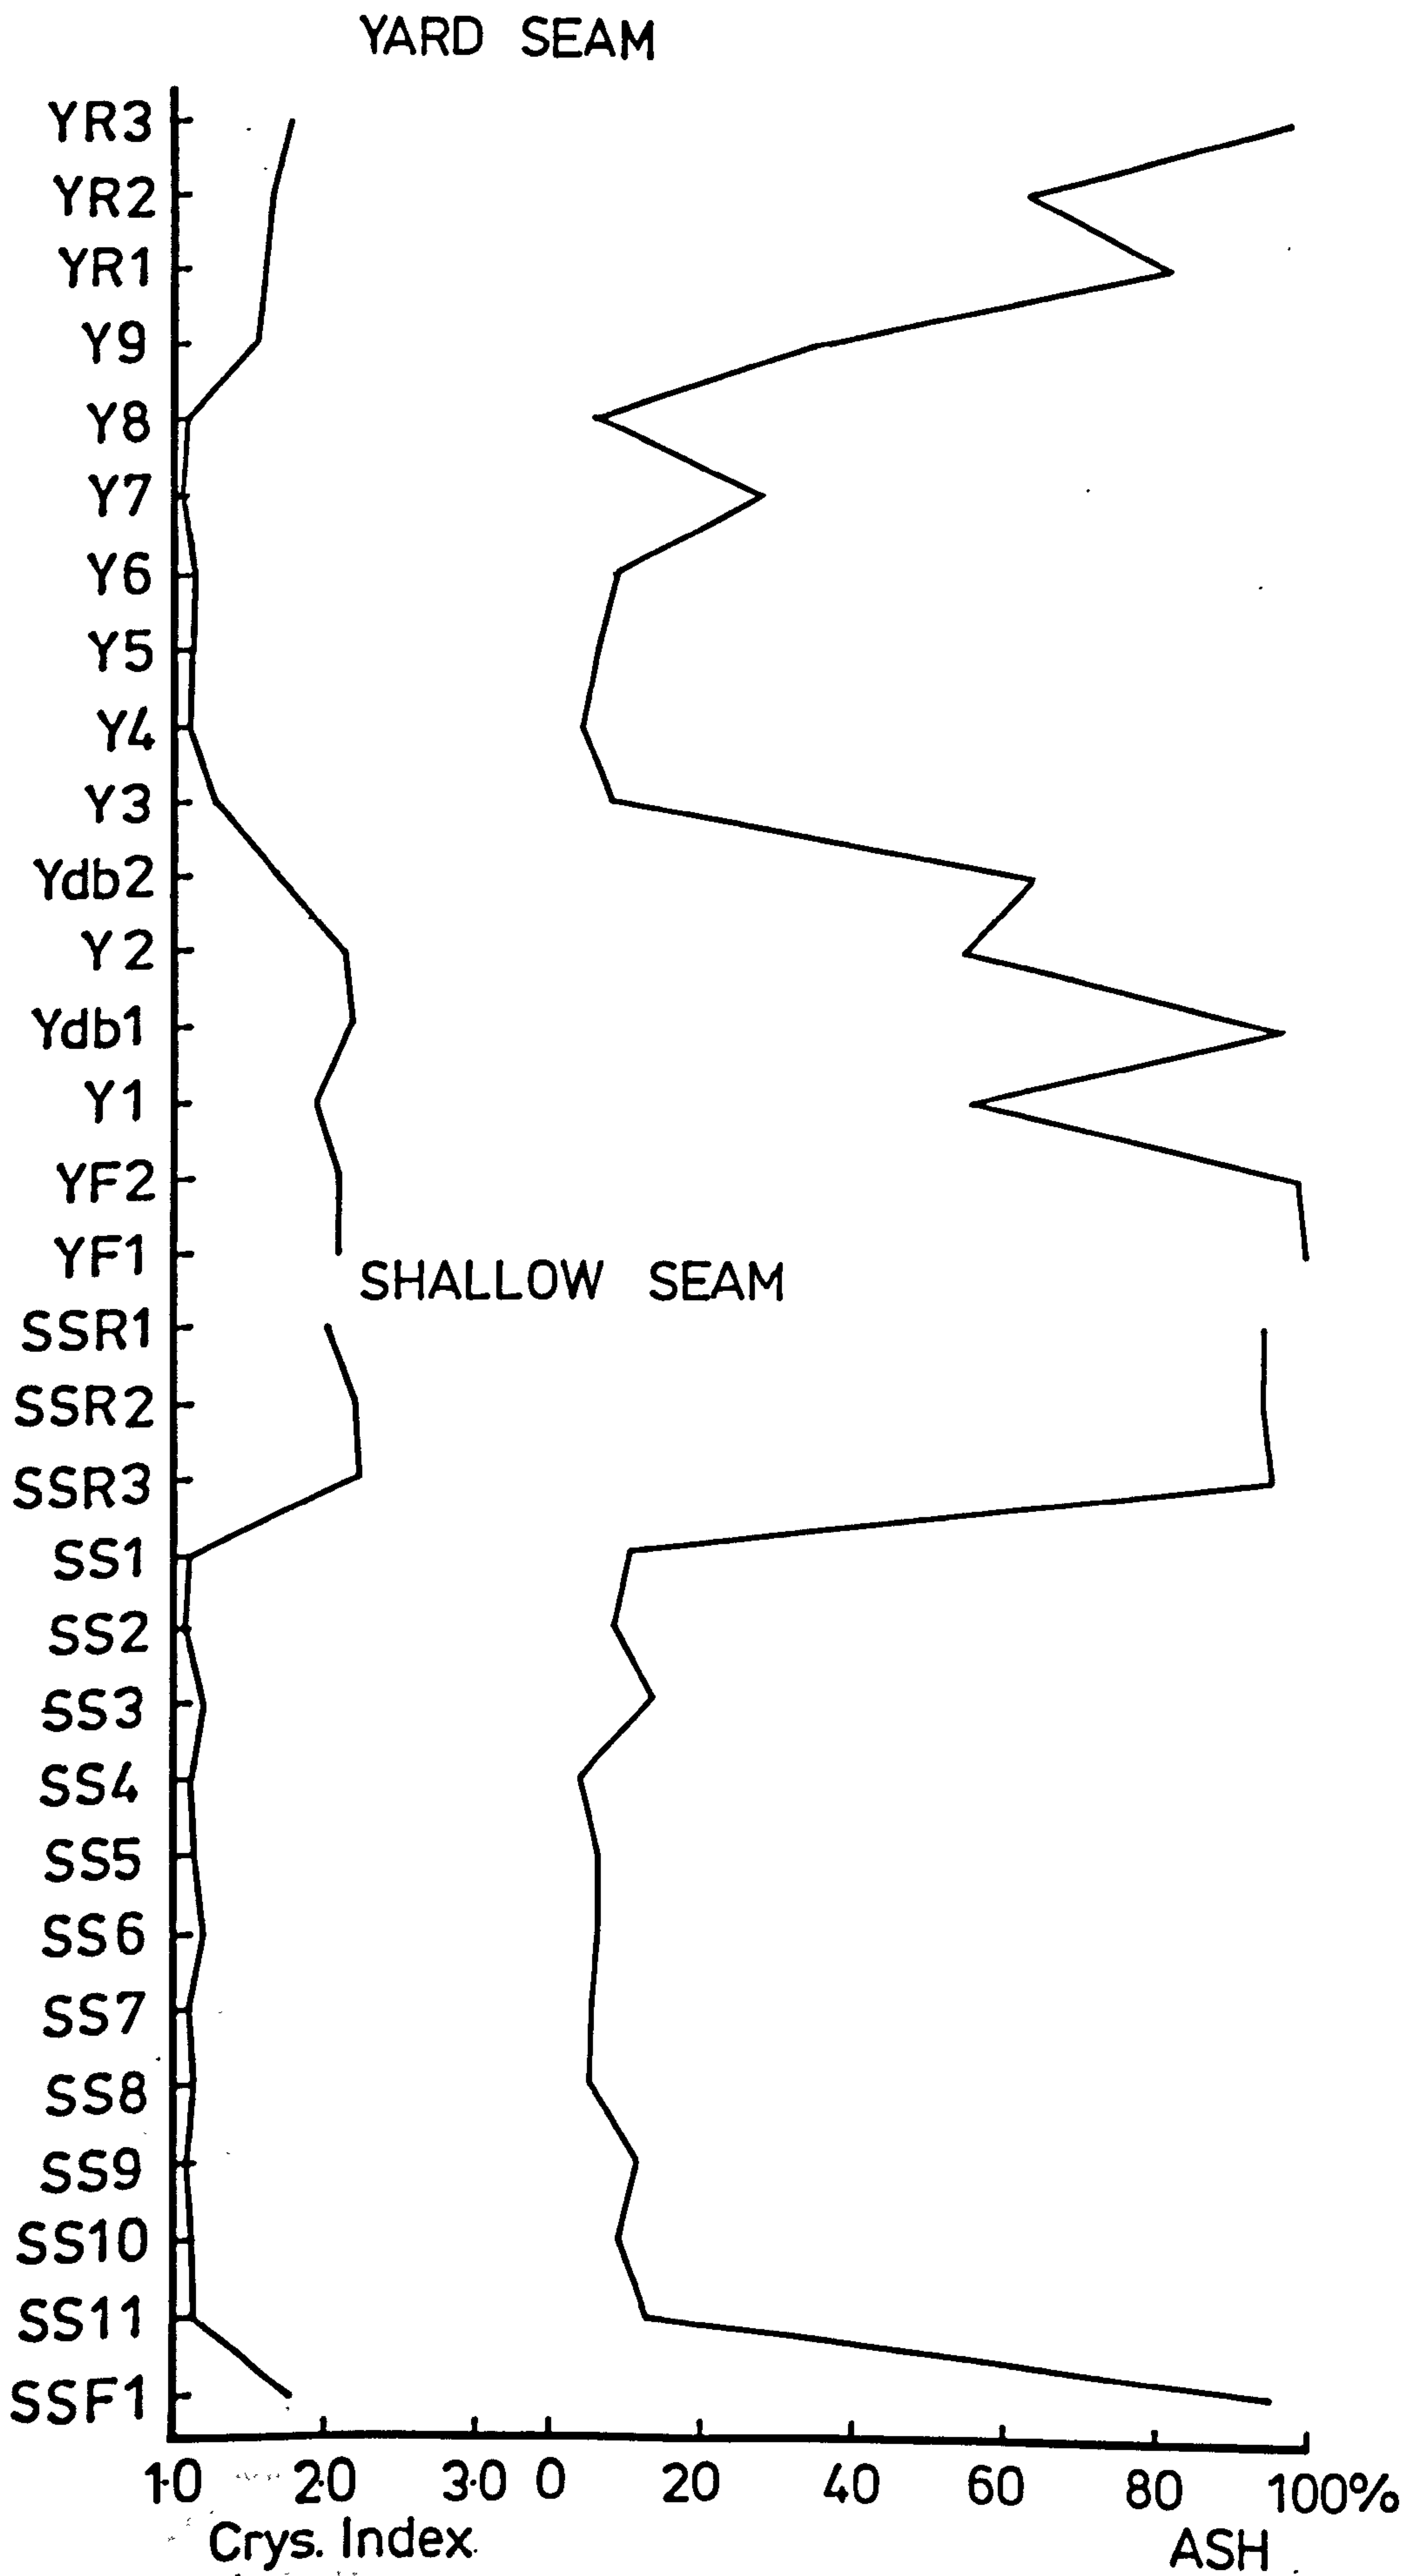 YARD SEAM
YR3
YR2
YR1
Y9
Y8
Y7
Y6
Y5
Y4
Y3
Ydb2
Y2
Ydb1
Y1
YF2
YF1
SHALLOW SEAM
SSR1
SSR2
SSR3
SS1
SS2
SS3
SS4
SS5
SS6
SS7
SS8
SS9
SS10
SS11
SSF1
1·0 2·0 3·0 0 20 40 60 80 100%
Crys. Index. ASH